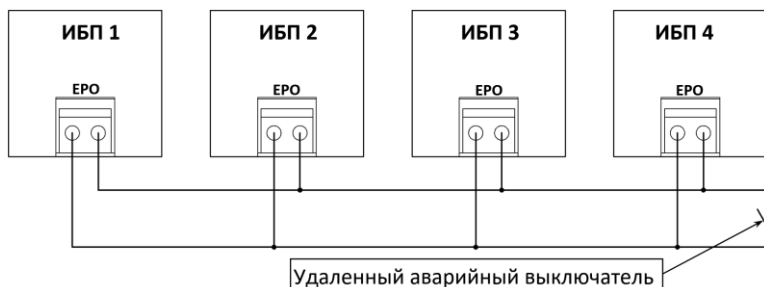 ИБП 1
ИБП 2
ИБП 3
ИБП 4
EPO
EPO
EPO
EPO
Удаленный аварийный выключатель